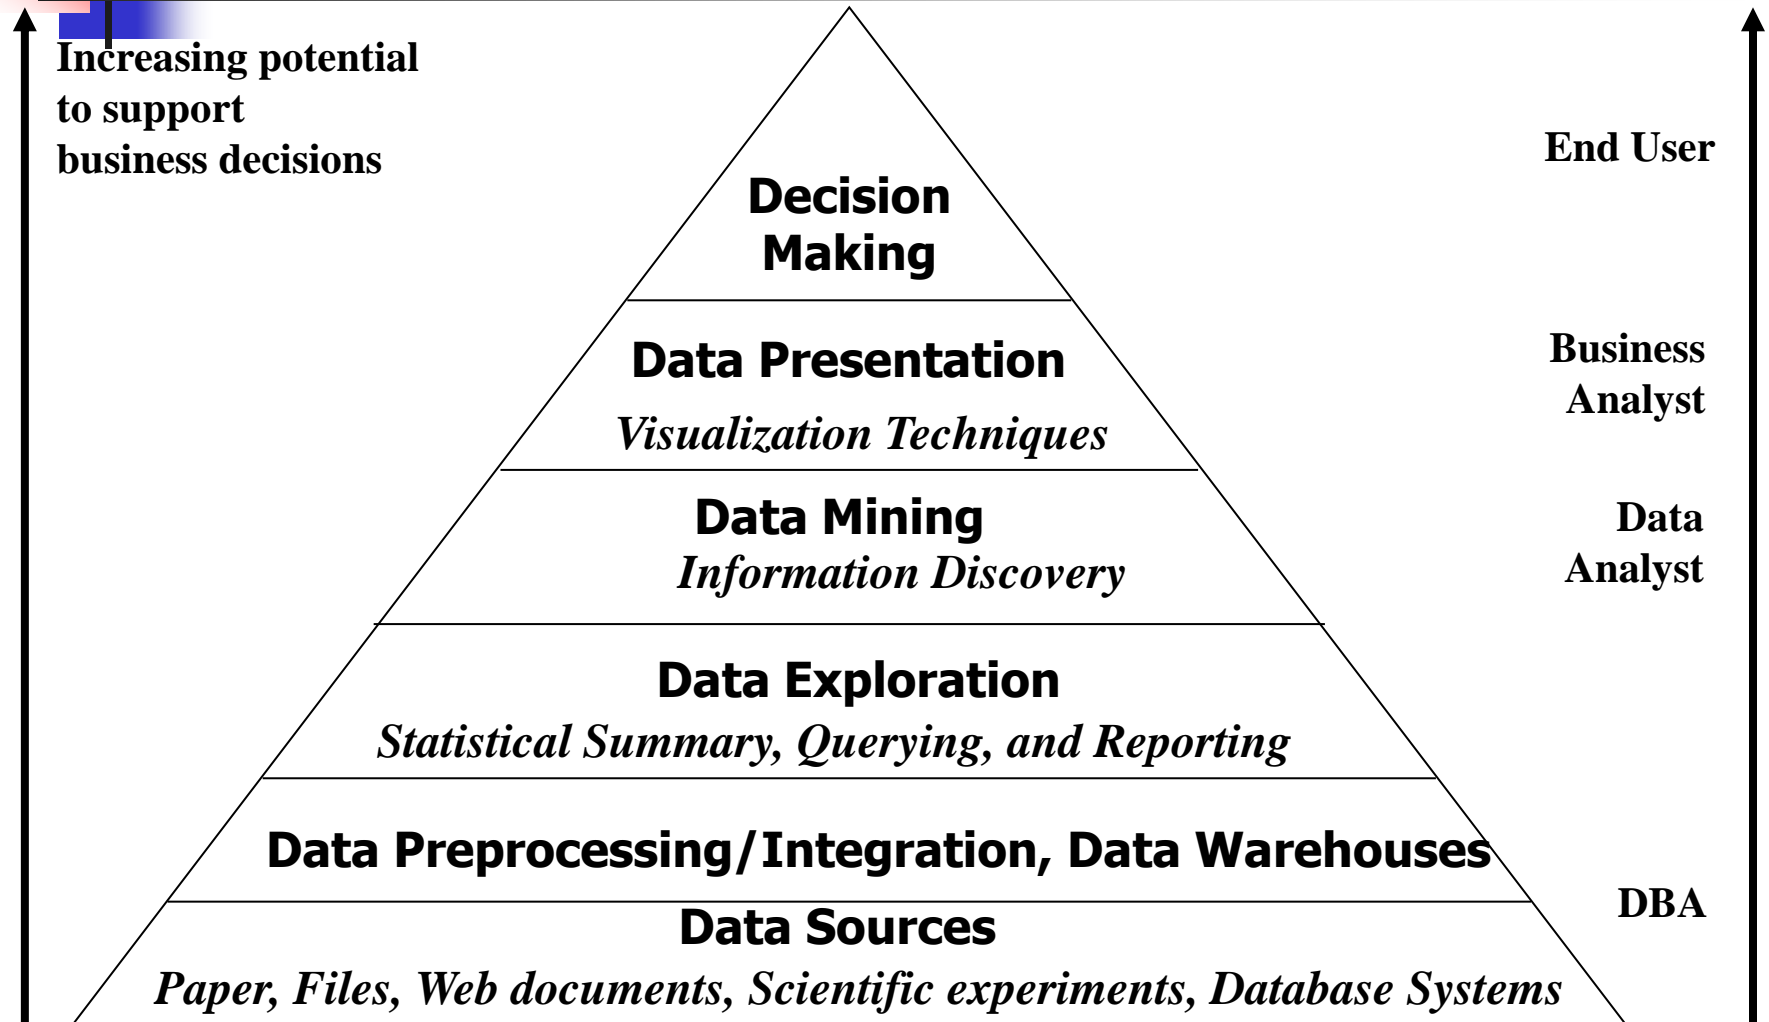 Increasing potential
to support
business decisions
End User
Decision
Making
Data Presentation
Visualization Techniques
Business
Analyst
Data Mining
Information Discovery
Data
Analyst
Data Exploration
Statistical Summary, Querying, and Reporting
Data Preprocessing/Integration, Data Warehouses
DBA
Data Sources
Paper, Files, Web documents, Scientific experiments, Database Systems